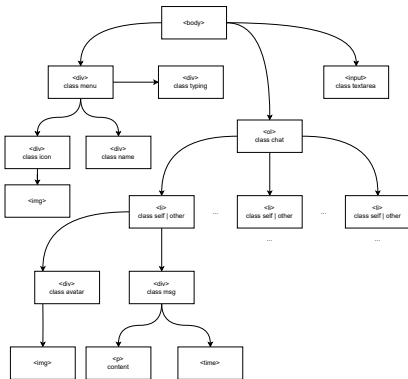 <body>
<div>
class menu
<div>
class typing
<input>
class textarea
<ol>
class chat
<div>
class icon
<div>
class name
<img>
<li>
class self | other
...
<li>
class self | other
...
<li>
class self | other
...
...
<div>
class avatar
<div>
class msg
<img>
<p>
content
<time>